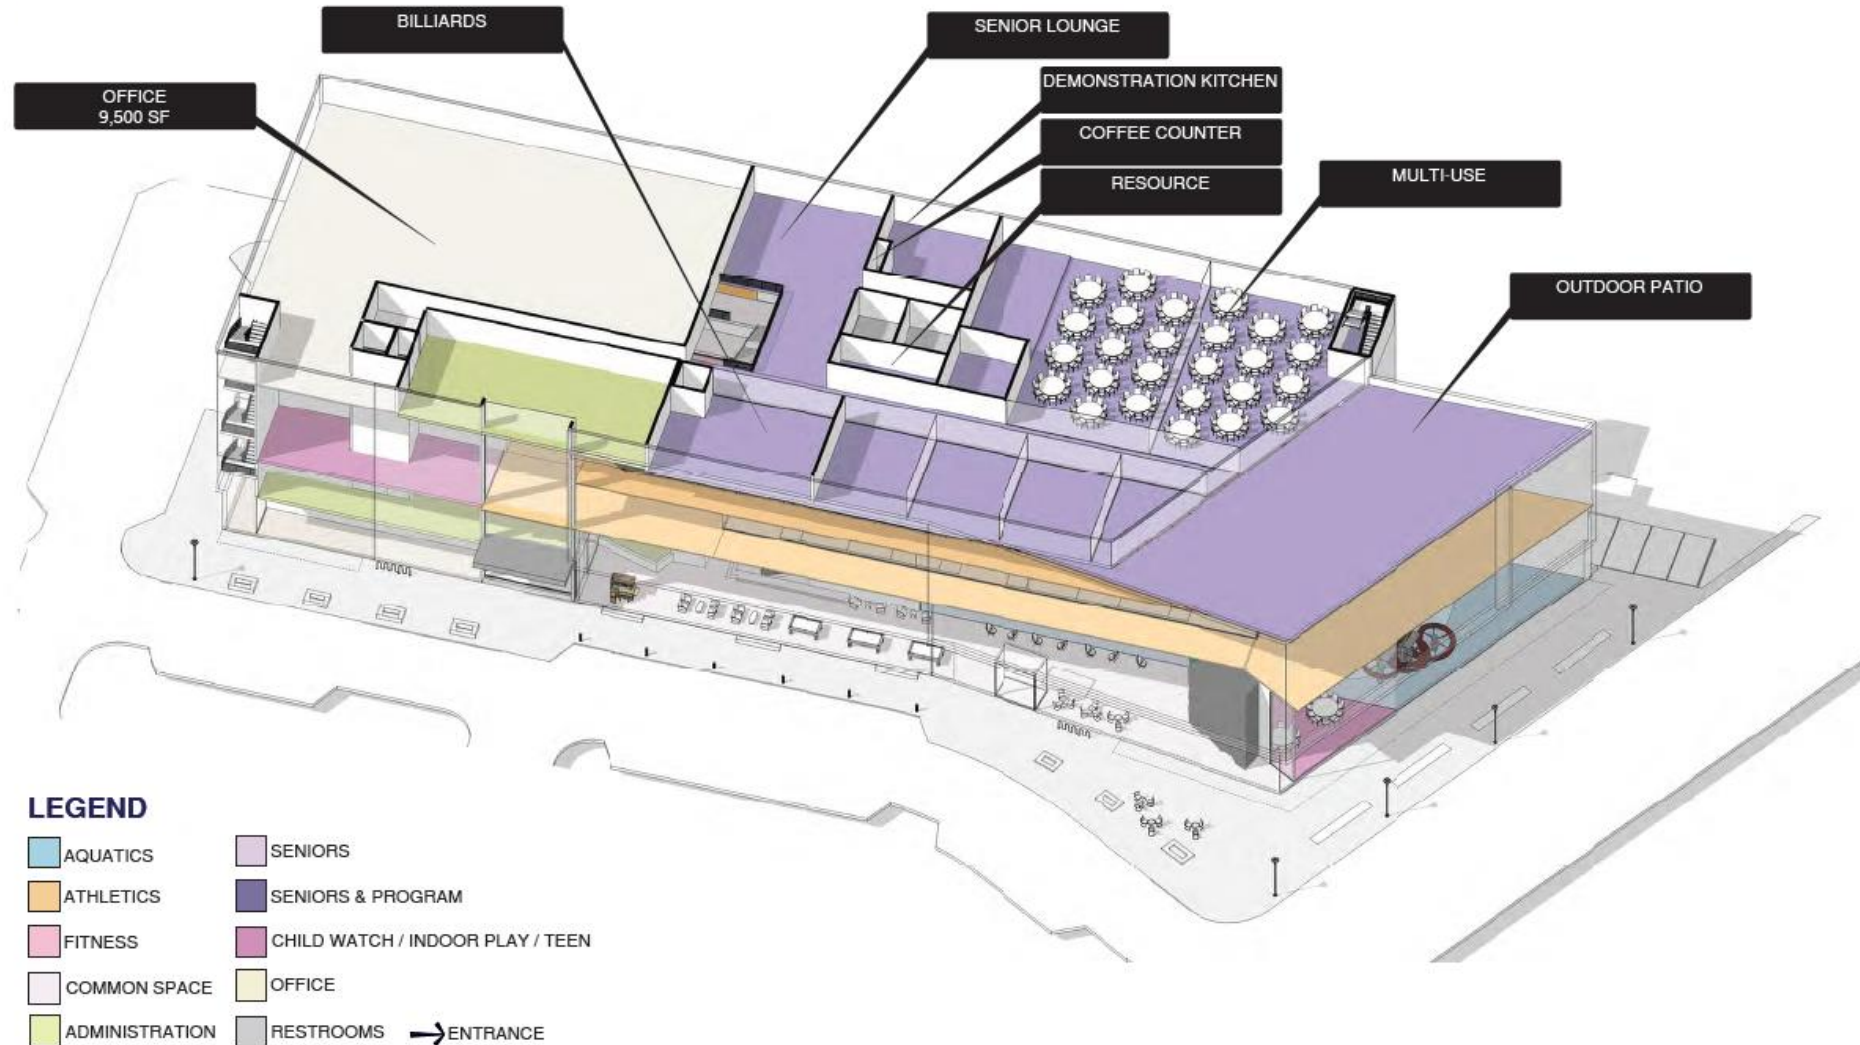 BILLIARDS
SENIOR LOUNGE
DEMONSTRATION KITCHEN
OFFICE
9,500 SF
COFFEE COUNTER
RESOURCE
MULTI-USE
OUTDOOR PATIO
LEGEND
AQUATICS
SENIORS
ATHLETICS
SENIORS & PROGRAM
FITNESS
CHILD WATCH / INDOOR PLAY / TEEN
COMMON SPACE
OFFICE
ADMINISTRATION
RESTROOMS
ENTRANCE